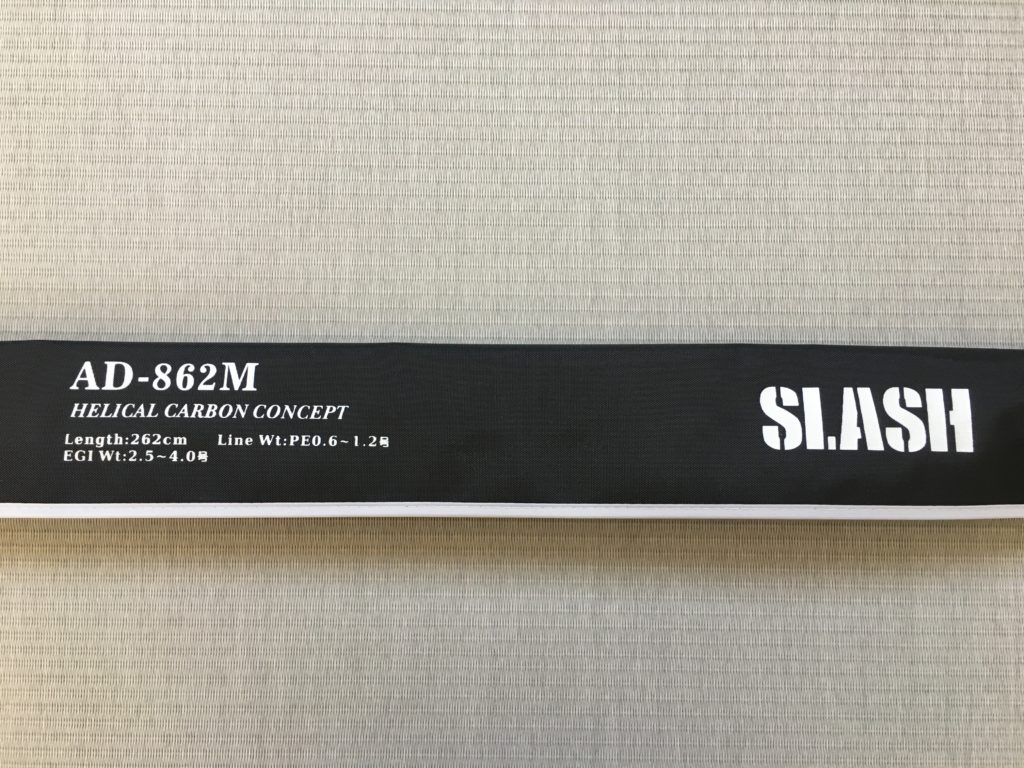 AD-862M
HELICAL CARBON CONCEPT
Length:262cm Line Wt:PE0.6~1.2号
EGI Wt:2.5~4.0号
SLASH